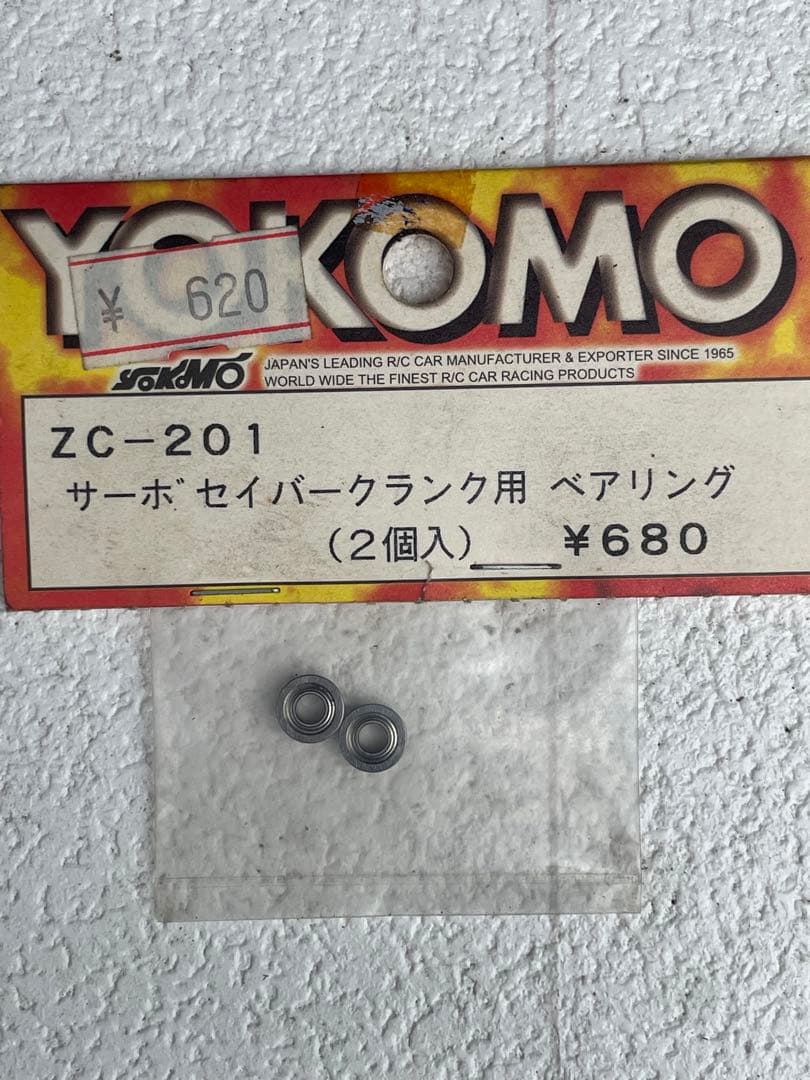 YOKOMO
¥ 620
YOKOMO
JAPAN'S LEADING R/C CAR MANUFACTURER & EXPORTER SINCE 1965
WORLD WIDE THE FINEST R/C CAR RACING PRODUCTS
ZC-201
サーボセイバークランク用 ベアリング
(2個入) ¥680